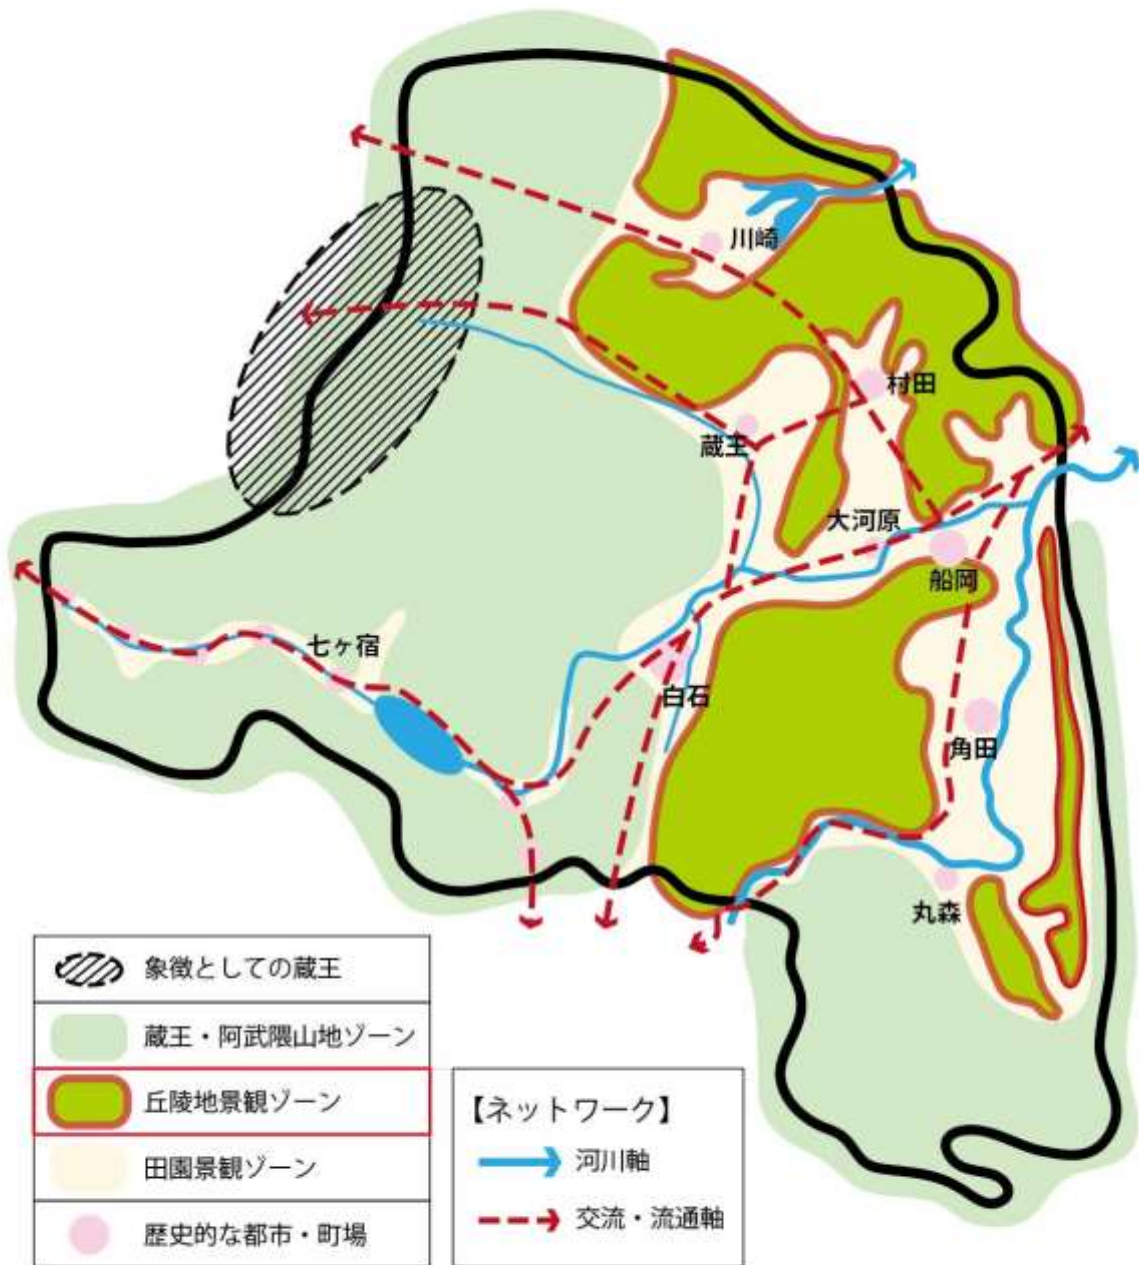 川崎
村田
蔵王
大河原
船岡
七ヶ宿
白石
角田
丸森
象徴としての蔵王
蔵王・阿武隈山地ゾーン
丘陵地景観ゾーン
田園景観ゾーン
歴史的な都市・町場
【ネットワーク】
河川軸
交流・流通軸